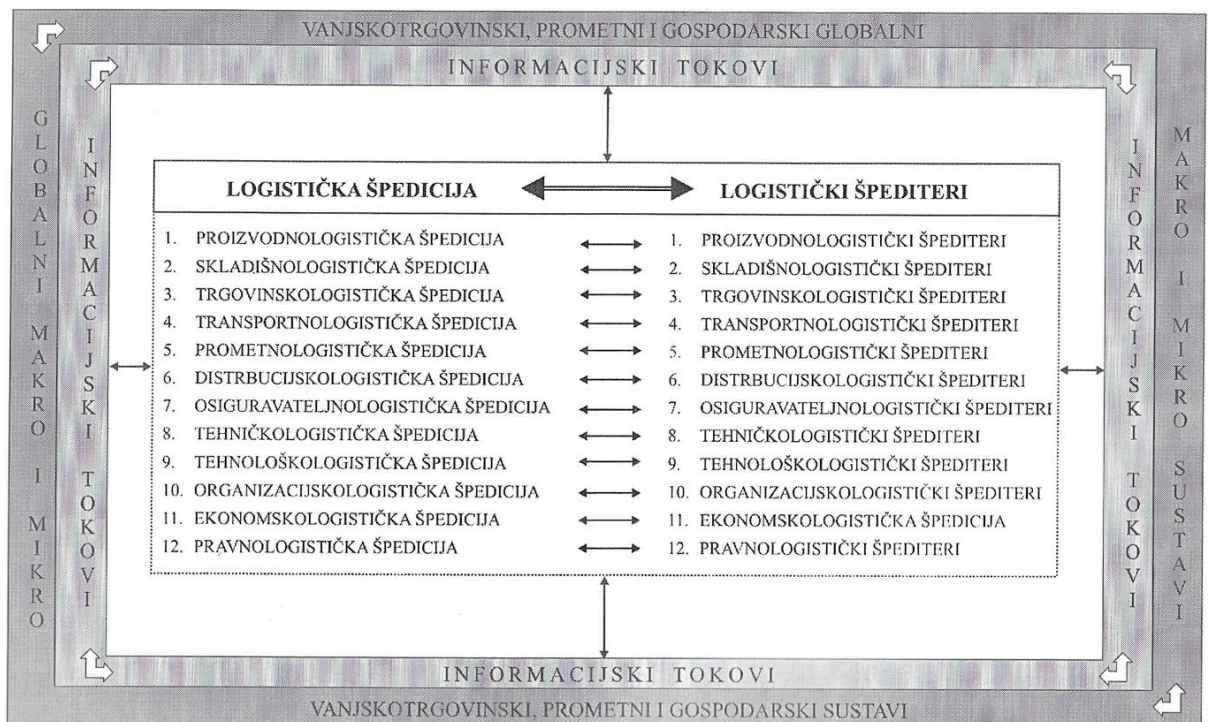 VANJSKOTRGOVINSKI, PROMETNI I GOSPODARSKI GLOBALNI
INFORMACIJSKI TOKOVI
GLOBALNI MAKRO I MIKRO
INFORMACIJSKI TOKOVI
LOGISTIČKA ŠPEDICIJA LOGISTIČKI ŠPEDITERI
1. PROIZVODNOLOGISTIČKA ŠPEDICIJA 1. PROIZVODNOLOGISTIČKI ŠPEDITERI
2. SKLADIŠNOLOGISTIČKA ŠPEDICIJA 2. SKLADIŠNOLOGISTIČKI ŠPEDITERI
3. TRGOVINSKOLOGISTIČKA ŠPEDICIJA 3. TRGOVINSKOLOGISTIČKI ŠPEDITERI
4. TRANSPORTNOLOGISTIČKA ŠPEDICIJA 4. TRANSPORTNOLOGISTIČKI ŠPEDITERI
5. PROMETNOLOGISTIČKA ŠPEDICIJA 5. PROMETNOLOGISTIČKI ŠPEDITERI
6. DISTRBUCIJSKOLOGISTIČKA ŠPEDICIJA 6. DISTRBUCIJSKOLOGISTIČKI ŠPEDITERI
7. OSIGURAVATELJNOLOGISTIČKA ŠPEDICIJA 7. OSIGURAVATELJNOLOGISTIČKI ŠPEDITERI
8. TEHNIČKOLOGISTIČKA ŠPEDICIJA 8. TEHNIČKOLOGISTIČKI ŠPEDITERI
9. TEHNOLOŠKOLOGISTIČKA ŠPEDICIJA 9. TEHNOLOŠKOLOGISTIČKI ŠPEDITERI
10. ORGANIZACIJSKOLOGISTIČKA ŠPEDICIJA 10. ORGANIZACIJSKOLOGISTIČKI ŠPEDITERI
11. EKONOMSKOLOGISTIČKA ŠPEDICIJA 11. EKONOMSKOLOGISTIČKA ŠPEDICIJA
12. PRAVNOLOGISTIČKA ŠPEDICIJA 12. PRAVNOLOGISTIČKI ŠPEDITERI
INFORMACIJSKI TOKOVI
MAKRO I MIKRO SUSTAVI
INFORMACIJSKI TOKOVI
VANJSKOTRGOVINSKI, PROMETNI I GOSPODARSKI SUSTAVI